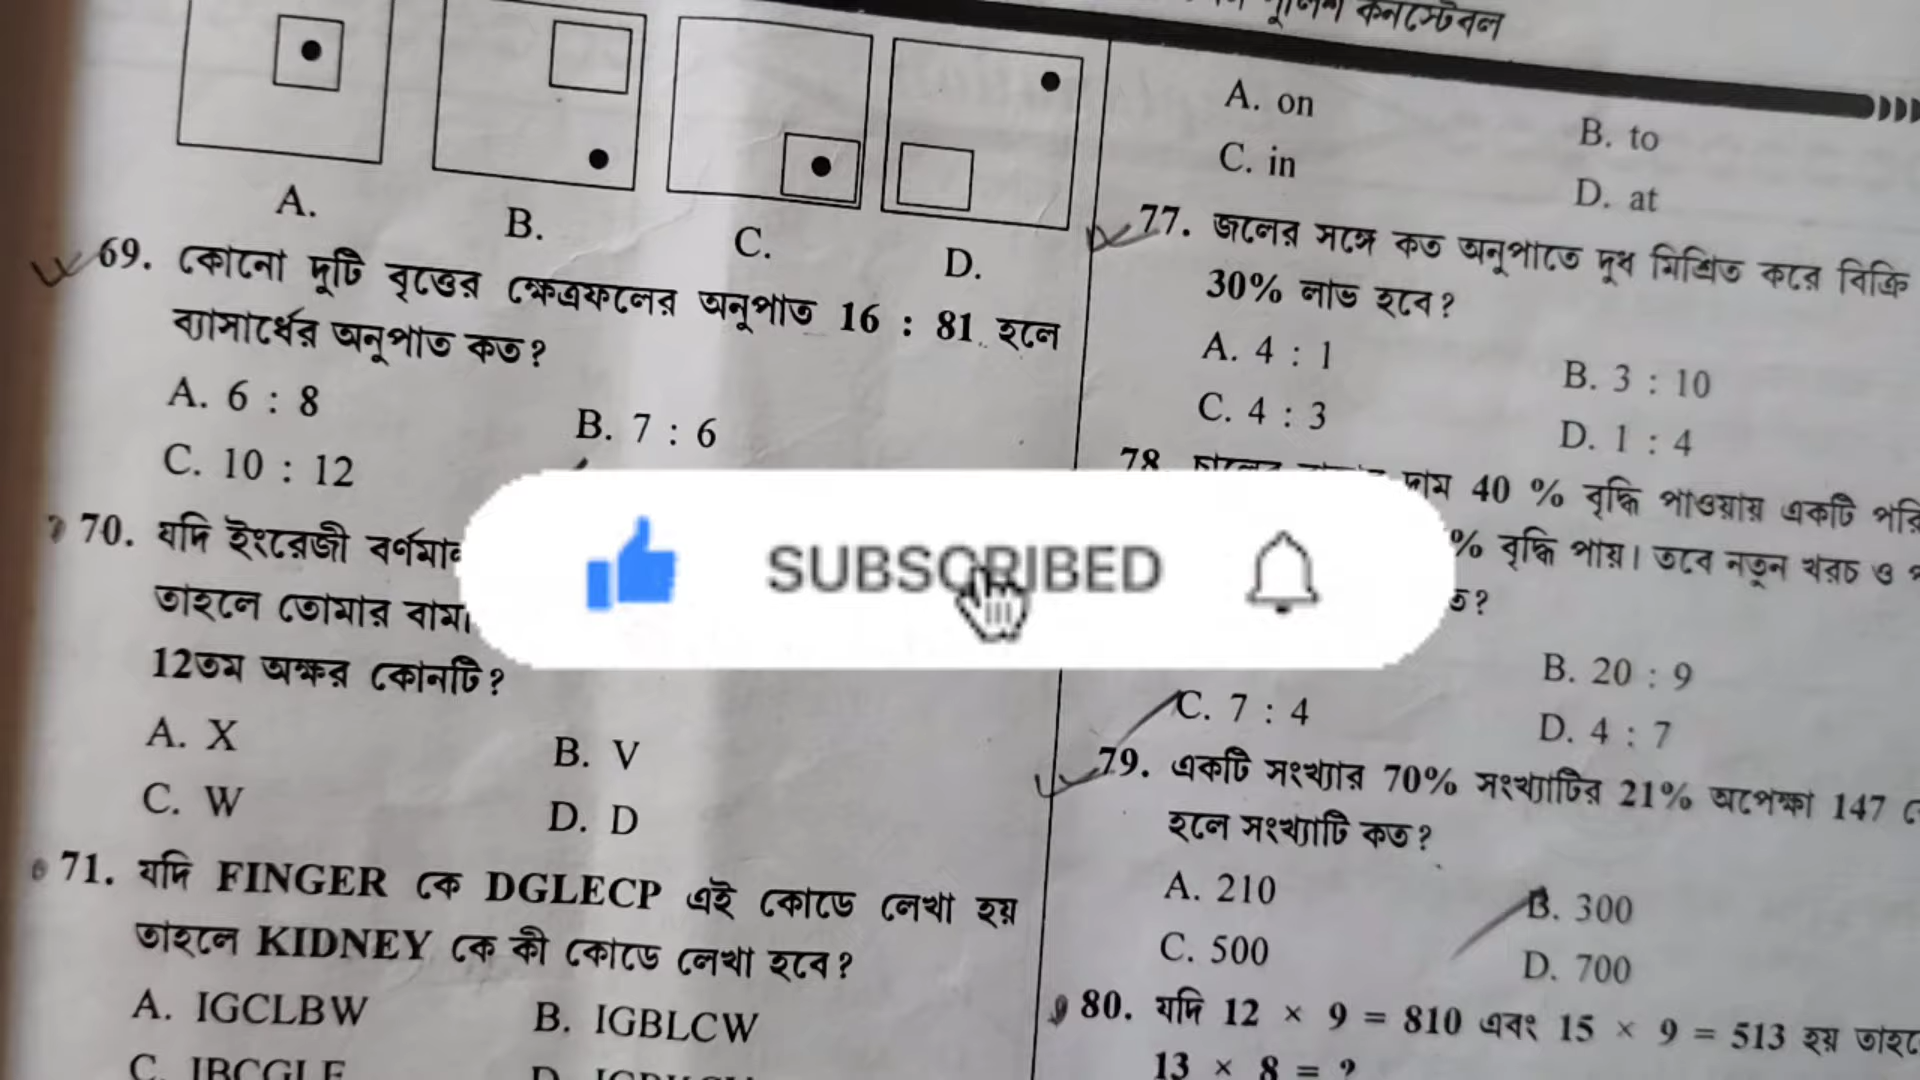 পুলিশ কনস্টেবল
A.
B.
C.
D.
69. কোনো দুটি বৃত্তের ক্ষেত্রফলের অনুপাত 16 : 81 হলে
ব্যাসার্ধের অনুপাত কত?
A. 6 : 8
B. 7 : 6
C. 10 : 12
70. যদি ইংরেজী
তাহলে তোমার
12তম অক্ষর কোনটি?
A. X
B. V
C. W
D. D
71. যদি FINGER কে DGLECP এই কোডে লেখা হয়
তাহলে KIDNEY কে কী কোডে লেখা হবে?
A. IGCLBW
B. IGBLCW
C. IBCGLF
D.
A. on
B. to
C. in
D. at
77. জলের সঙ্গে কত অনুপাতে দুধ মিশ্রিত করে বিক্রি
30% লাভ হবে?
A. 4 : 1
B. 3 : 10
C. 4 : 3
D. 1 : 4
78 দাম 40 % বৃদ্ধি পাওয়ায় একটি
% বৃদ্ধি পায়। তবে নতুন খরচ ও
B. 20 : 9
C. 7 : 4
D. 4 : 7
79. একটি সংখ্যার 70% সংখ্যাটির 21% অপেক্ষা 147
হলে সংখ্যাটি কত?
A. 210
B. 300
C. 500
D. 700
80. যদি 12 × 9 = 810 এবং 15 × 9 = 513 হয়
13 × 8 = ?
SUBSCRIBED